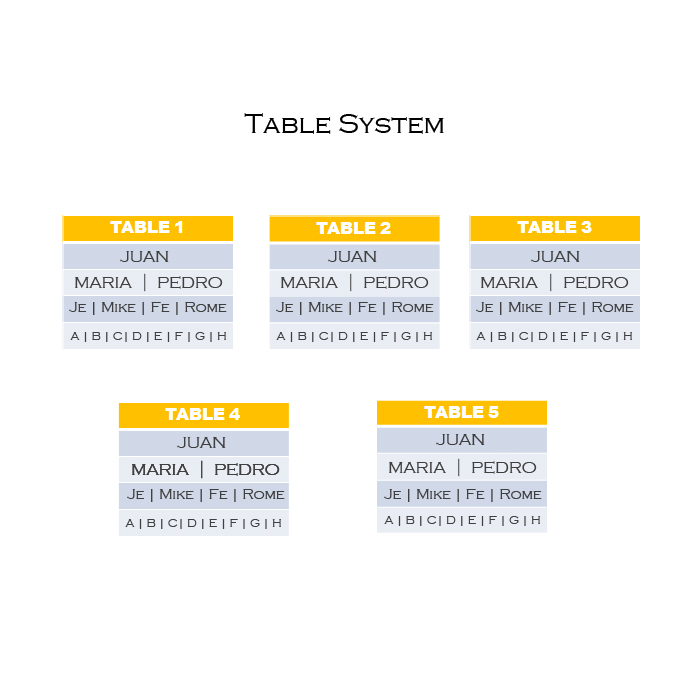 Table System
TABLE 1
JUAN
MARIA | PEDRO
Je | Mike | Fe | Rome
A | B | C | D | E | F | G | H
TABLE 2
JUAN
MARIA | PEDRO
Je | Mike | Fe | Rome
A | B | C | D | E | F | G | H
TABLE 3
JUAN
MARIA | PEDRO
Je | Mike | Fe | Rome
A | B | C | D | E | F | G | H
TABLE 4
JUAN
MARIA | PEDRO
Je | Mike | Fe | Rome
A | B | C | D | E | F | G | H
TABLE 5
JUAN
MARIA | PEDRO
Je | Mike | Fe | Rome
A | B | C | D | E | F | G | H